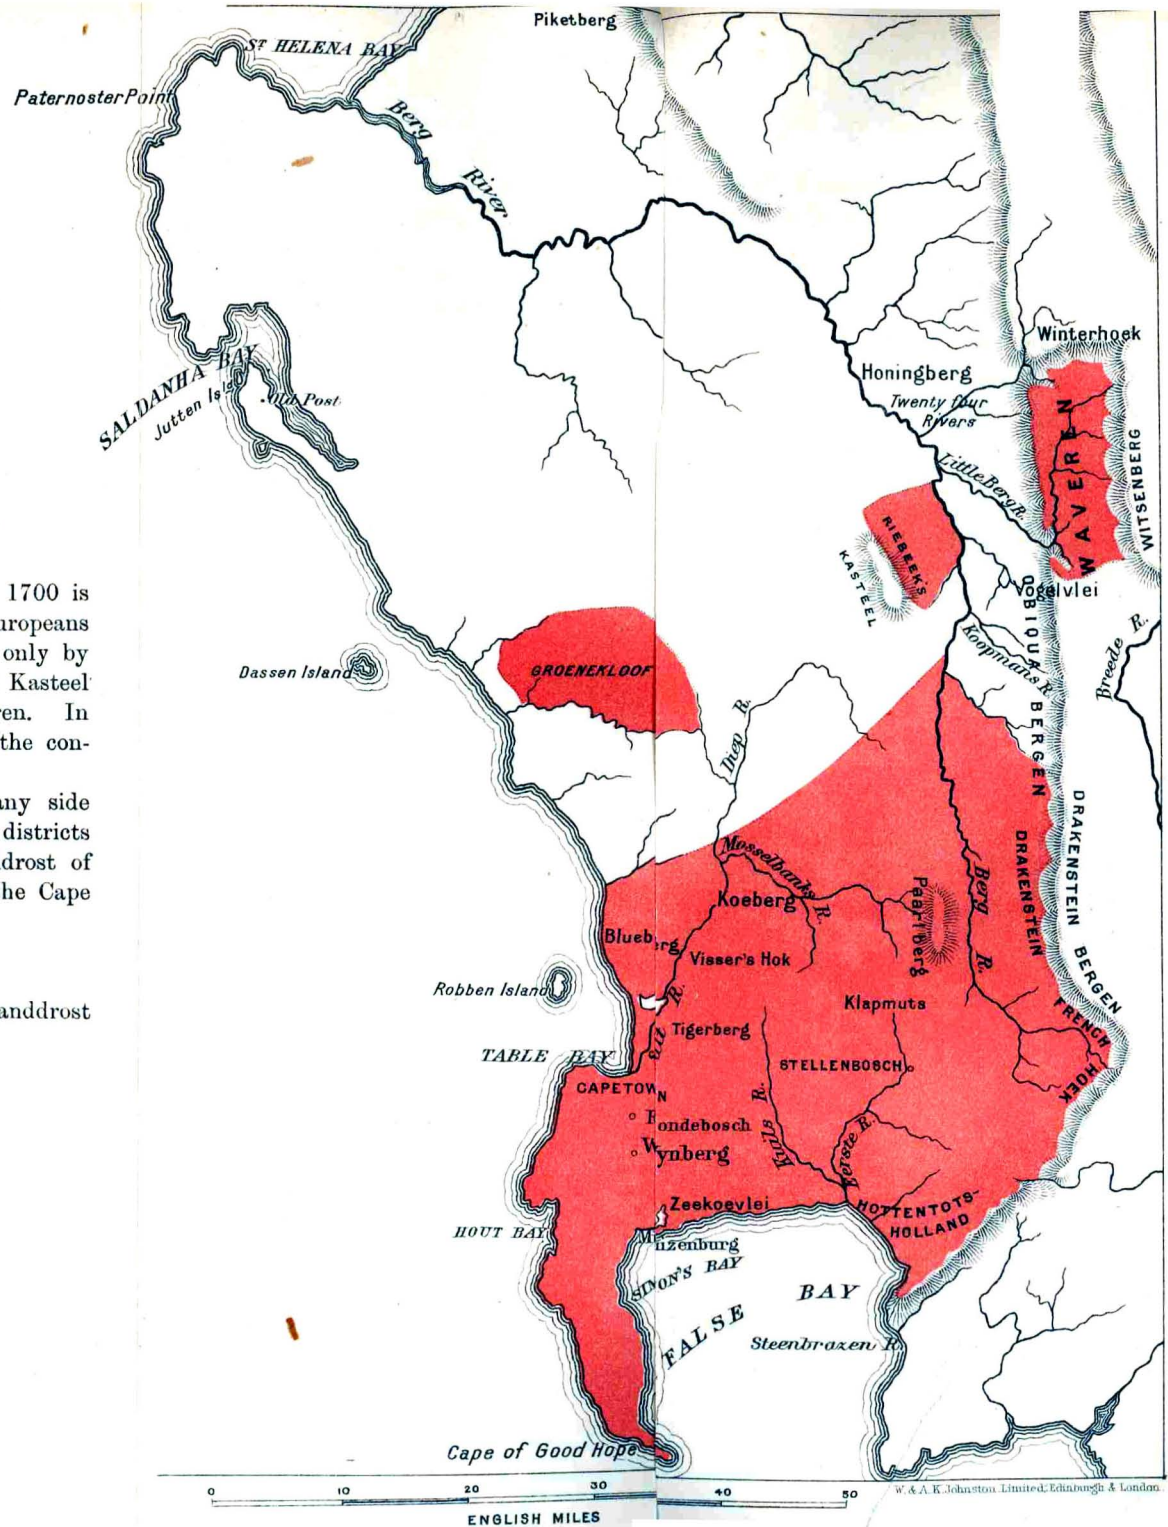 1700 is
uropeans
only by
Kasteel
ren. In
the con-
any side
districts
ddrost of
he Cape
anddrost
Piketberg
ST HELENA BAY
Paternoster Point
Berg
River
SALDANHA BAY
Jutten Isld
Old Post
Winterhoek
Honingberg
Twenty four
Rivers
WAVEREN
WITSENBERG
Little Berg R.
RIEBEEK'S
KASTEEL
Vogelvlei
OBIQUA BERGEN
Koopmans R.
Breede R.
Dassen Island
GROENEKLOOF
Diep R.
Mosselbanks R.
Koeberg
Paarlberg
Berg R.
DRAKENSTEIN
DRAKENSTEIN BERGEN
Blueberg
Visser's Hok
Robben Island
Klapmuts
FRENCH
HOEK
Tigerberg
TABLE BAY
STELLENBOSCH
CAPETOWN
Rondebosch
Wynberg
Kuils R.
Eerste R.
Zeekoevlei
HOTTENTOTS-
HOLLAND
HOUT BAY
Muizenburg
SIMON'S BAY
FALSE BAY
Steenbrazen R.
Cape of Good Hope
W. & A.K. Johnston Limited, Edinburgh & London.
0 10 20 30 40 50
ENGLISH MILES